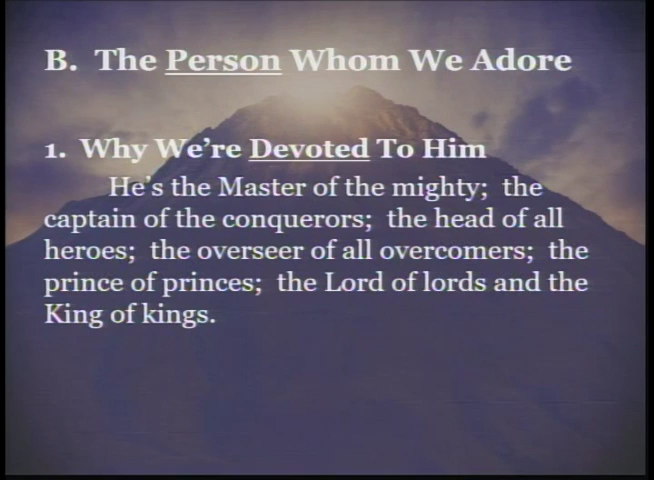 B. The Person Whom We Adore
1. Why We're Devoted To Him
He's the Master of the mighty; the
captain of the conquerors; the head of all
heroes; the overseer of all overcomers; the
prince of princes; the Lord of lords and the
King of kings.